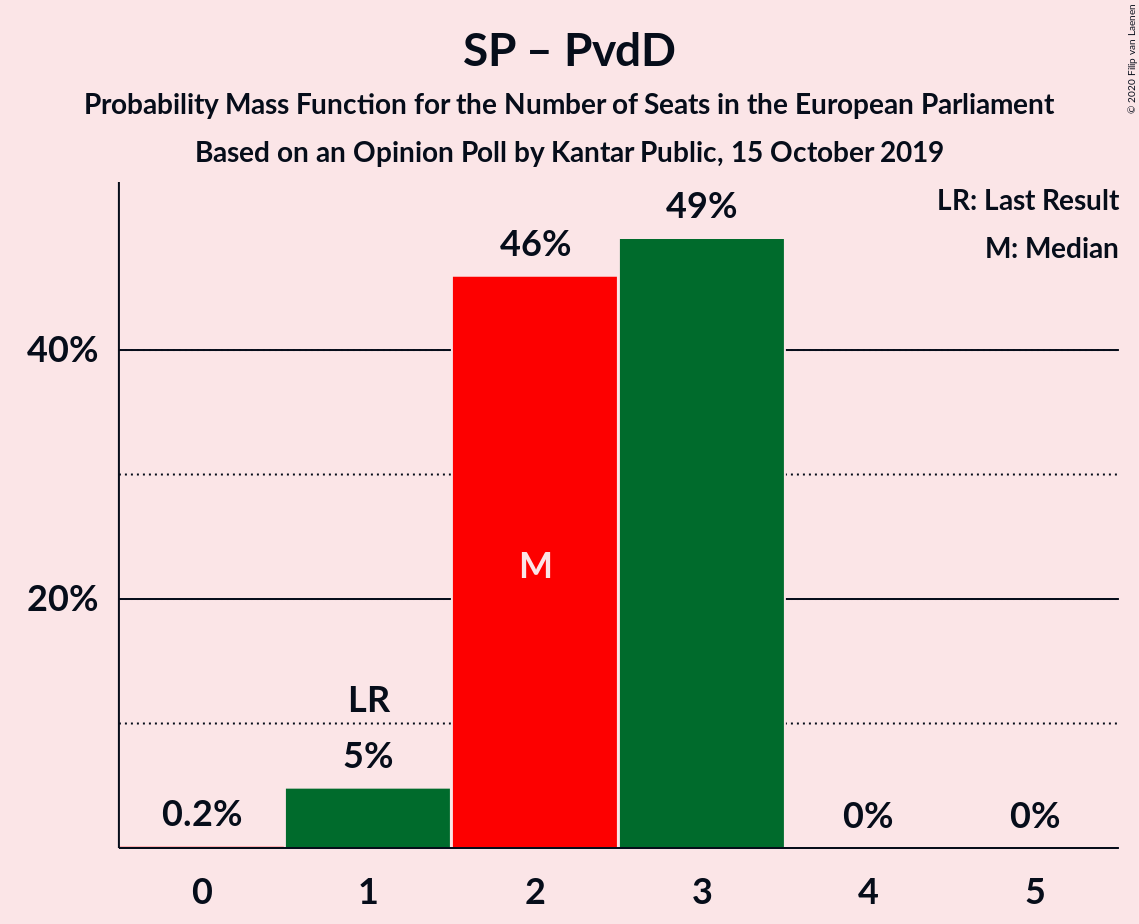 SP – PvdD
Probability Mass Function for the Number of Seats in the European Parliament
Based on an Opinion Poll by Kantar Public, 15 October 2019
© 2020 Filip van Laenen
LR: Last Result
M: Median
49%
46%
40%
M
20%
LR
5%
0.2%
0%
0%
0
1
2
3
4
5